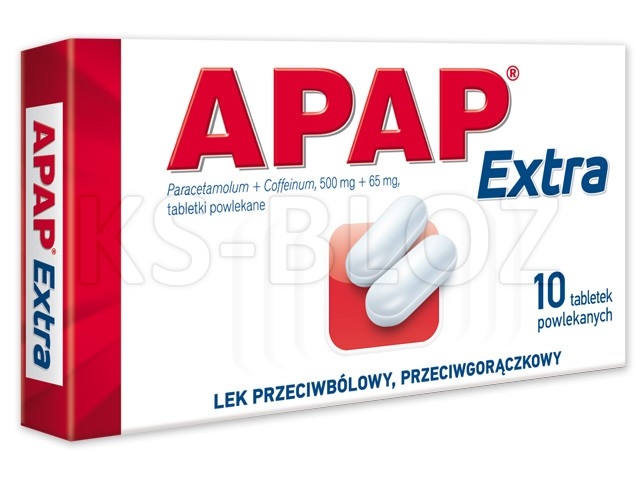 APAP®
Extra
Paracetamolum + Coffeinum, 500 mg + 65 mg,
tabletki powlekane
10 tabletek
powlekanych
LEK PRZECIWBÓLOWY, PRZECIWGORĄCZKOWY
APAP® Extra
KS-BLOZ